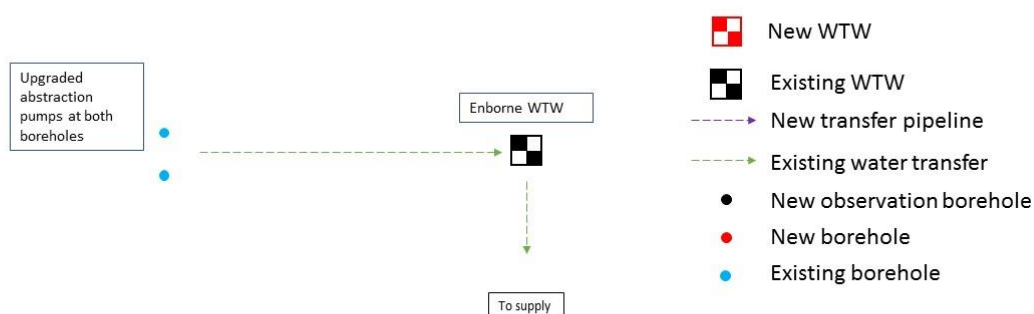 Upgraded
abstraction
pumps at both
boreholes
Enborne WTW
To supply
New WTW
Existing WTW
New transfer pipeline
Existing water transfer
New observation borehole
New borehole
Existing borehole